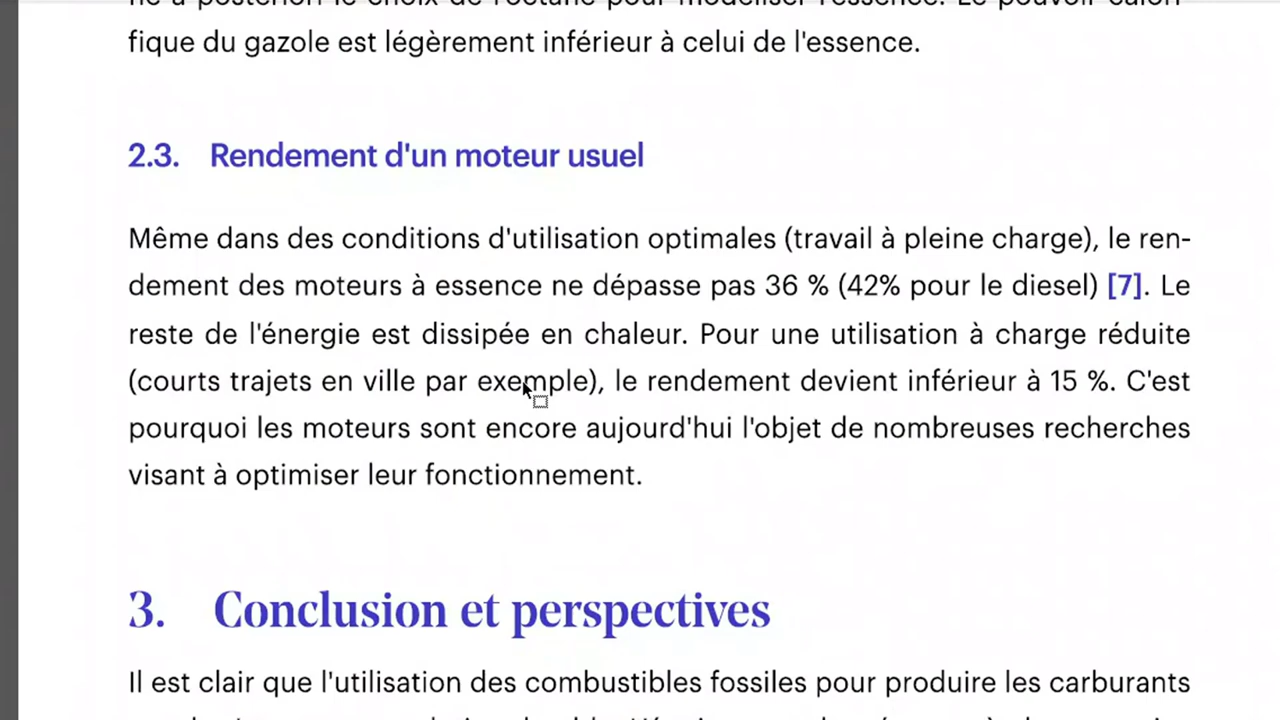 fique du gazole est légèrement inférieur à celui de l'essence.
2.3. Rendement d'un moteur usuel
Même dans des conditions d'utilisation optimales (travail à pleine charge), le ren-
dement des moteurs à essence ne dépasse pas 36 % (42% pour le diesel) [7]. Le
reste de l'énergie est dissipée en chaleur. Pour une utilisation à charge réduite
(courts trajets en ville par exemple), le rendement devient inférieur à 15 %. C'est
pourquoi les moteurs sont encore aujourd'hui l'objet de nombreuses recherches
visant à optimiser leur fonctionnement.
3. Conclusion et perspectives
Il est clair que l'utilisation des combustibles fossiles pour produire les carburants